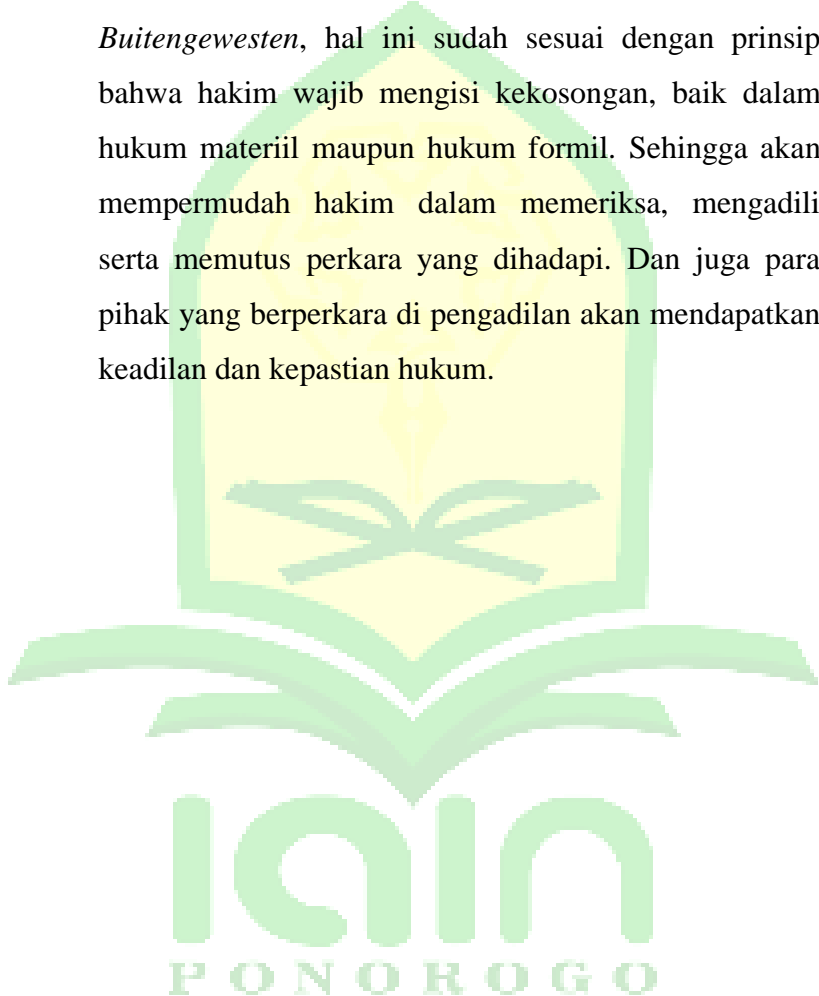 Buitengewesten, hal ini sudah sesuai dengan prinsip
bahwa hakim wajib mengisi kekosongan, baik dalam
hukum materiil maupun hukum formil. Sehingga akan
mempermudah hakim dalam memeriksa, mengadili
serta memutus perkara yang dihadapi. Dan juga para
pihak yang berperkara di pengadilan akan mendapatkan
keadilan dan kepastian hukum.
iain
PONOROGO